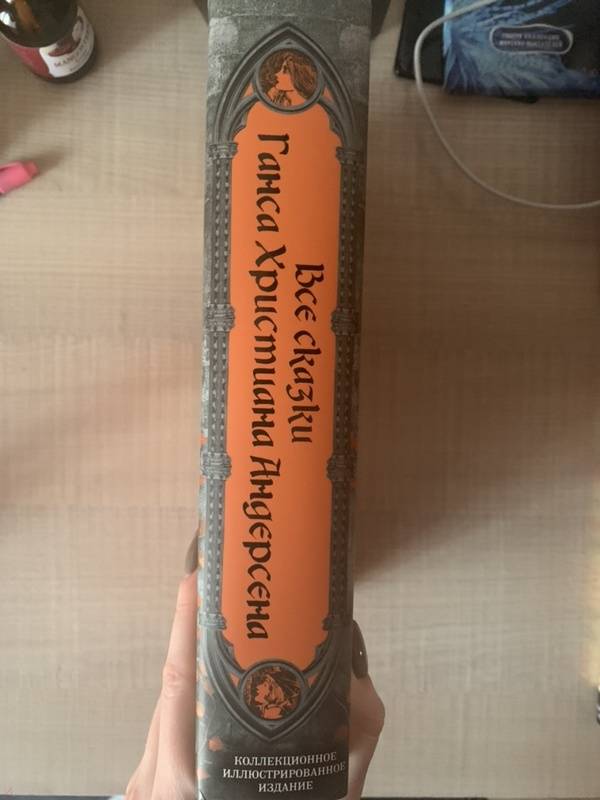 Все сказки
Ганса Христиана Андерсена
КОЛЛЕКЦИОННОЕ
ИЛЛЮСТРИРОВАННОЕ
ИЗДАНИЕ